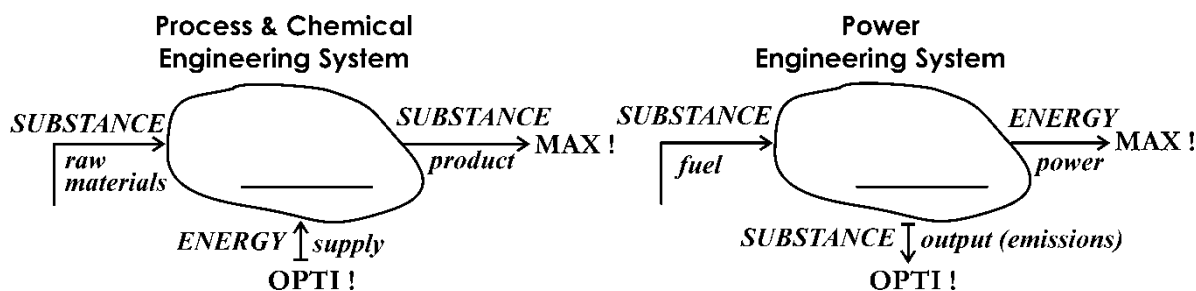 Process & Chemical
Engineering System
SUBSTANCE
raw
materials
SUBSTANCE
product
MAX !
ENERGY supply
OPTI !
Power
Engineering System
SUBSTANCE
fuel
ENERGY
power
MAX !
SUBSTANCE output (emissions)
OPTI !